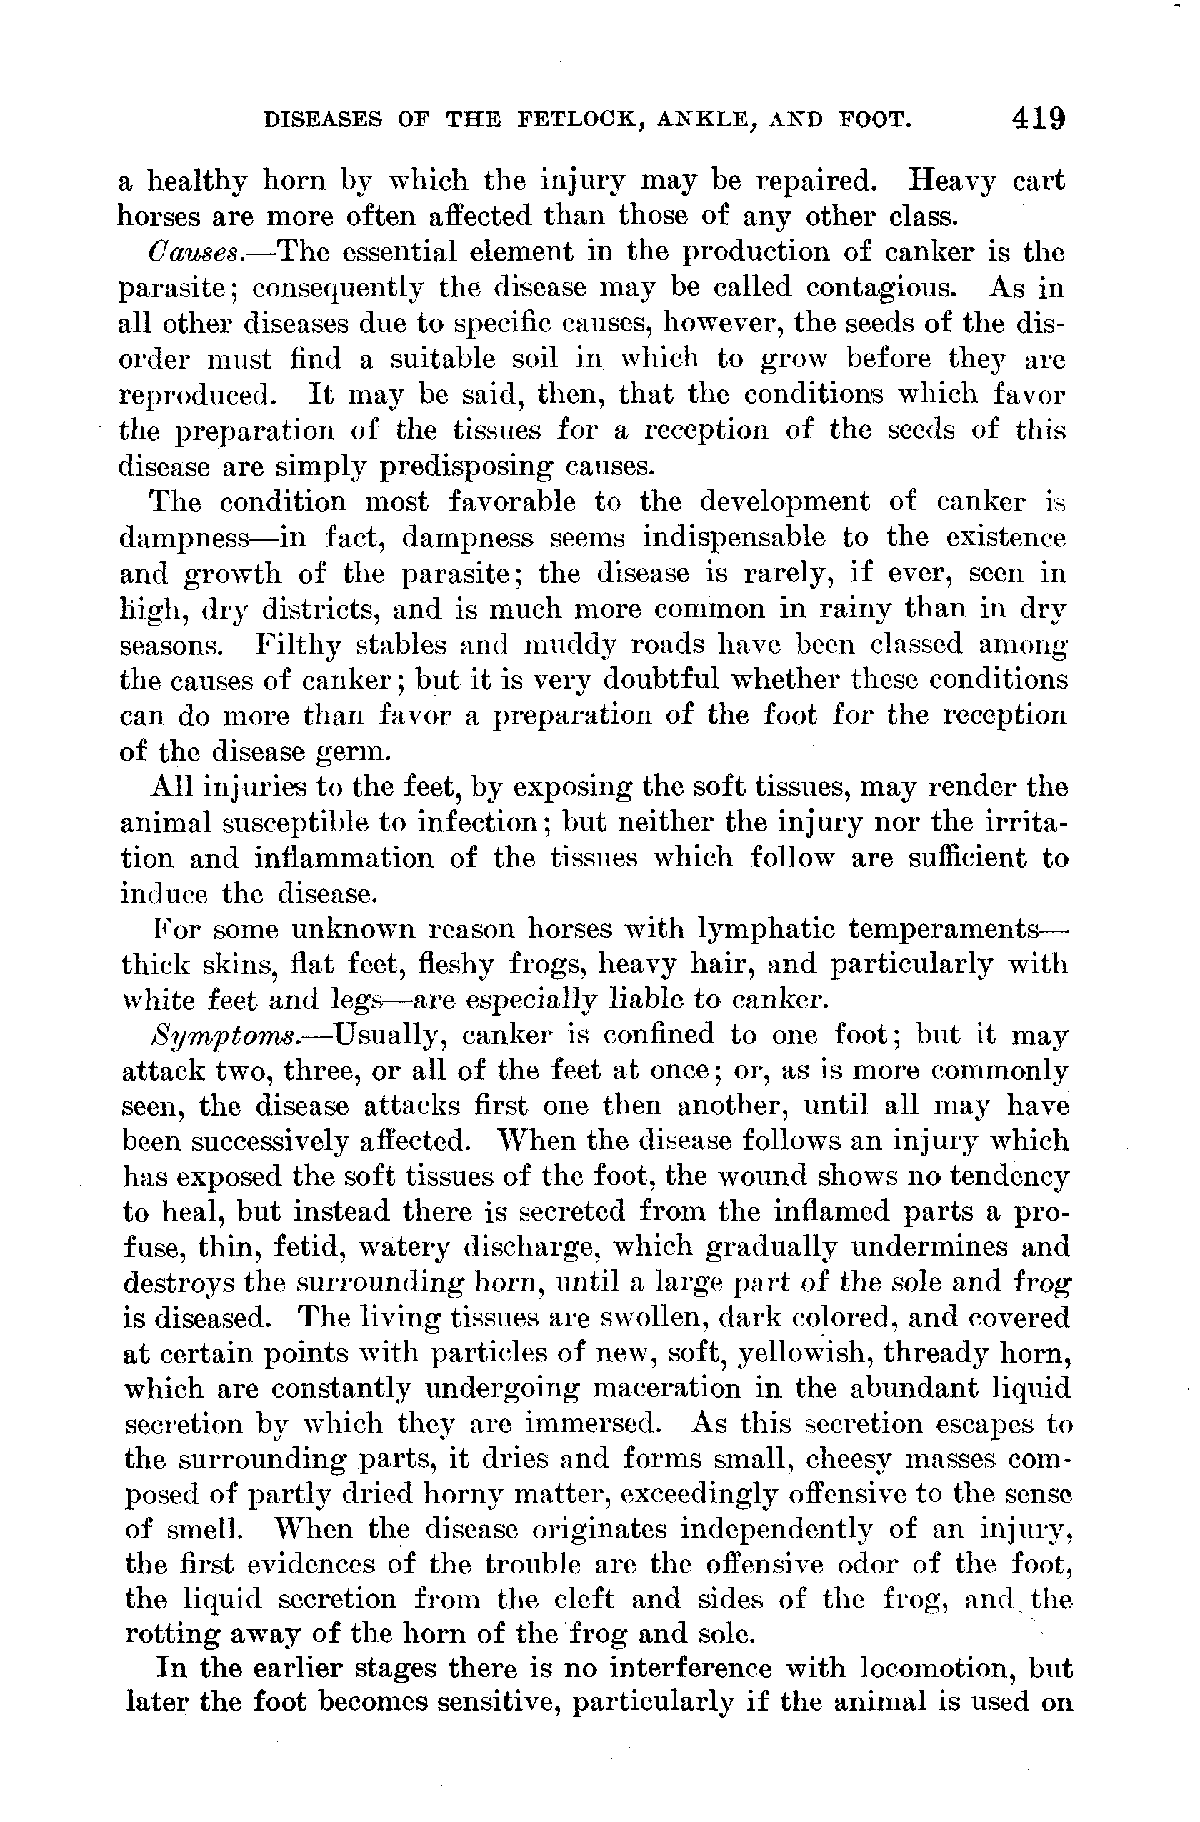 DISEASES OF THE FETLOCK, ANKLE, AND FOOT. 419
a healthy horn by which the injury may be repaired. Heavy cart
horses are more often affected than those of any other class.
Causes.—The essential element in the production of canker is the
parasite; consequently the disease may be called contagious. As in
all other diseases due to specific causes, however, the seeds of the dis-
order must find a suitable soil in which to grow before they are
reproduced. It may be said, then, that the conditions which favor
the preparation of the tissues for a reception of the seeds of this
disease are simply predisposing causes.
The condition most favorable to the development of canker is
dampness—in fact, dampness seems indispensable to the existence
and growth of the parasite; the disease is rarely, if ever, seen in
high, dry districts, and is much more common in rainy than in dry
seasons. Filthy stables and muddy roads have been classed among
the causes of canker; but it is very doubtful whether these conditions
can do more than favor a preparation of the foot for the reception
of the disease germ.
All injuries to the feet, by exposing the soft tissues, may render the
animal susceptible to infection; but neither the injury nor the irrita-
tion and inflammation of the tissues which follow are sufficient to
induce the disease.
For some unknown reason horses with lymphatic temperaments—
thick skins, flat feet, fleshy frogs, heavy hair, and particularly with
white feet and legs—are especially liable to canker.
Symptoms.—Usually, canker is confined to one foot; but it may
attack two, three, or all of the feet at once; or, as is more commonly
seen, the disease attacks first one then another, until all may have
been successively affected. When the disease follows an injury which
has exposed the soft tissues of the foot, the wound shows no tendency
to heal, but instead there is secreted from the inflamed parts a pro-
fuse, thin, fetid, watery discharge, which gradually undermines and
destroys the surrounding horn, until a large part of the sole and frog
is diseased. The living tissues are swollen, dark colored, and covered
at certain points with particles of new, soft, yellowish, thready horn,
which are constantly undergoing maceration in the abundant liquid
secretion by which they are immersed. As this secretion escapes to
the surrounding parts, it dries and forms small, cheesy masses com-
posed of partly dried horny matter, exceedingly offensive to the sense
of smell. When the disease originates independently of an injury,
the first evidences of the trouble are the offensive odor of the foot,
the liquid secretion from the cleft and sides of the frog, and the
rotting away of the horn of the frog and sole.
In the earlier stages there is no interference with locomotion, but
later the foot becomes sensitive, particularly if the animal is used on